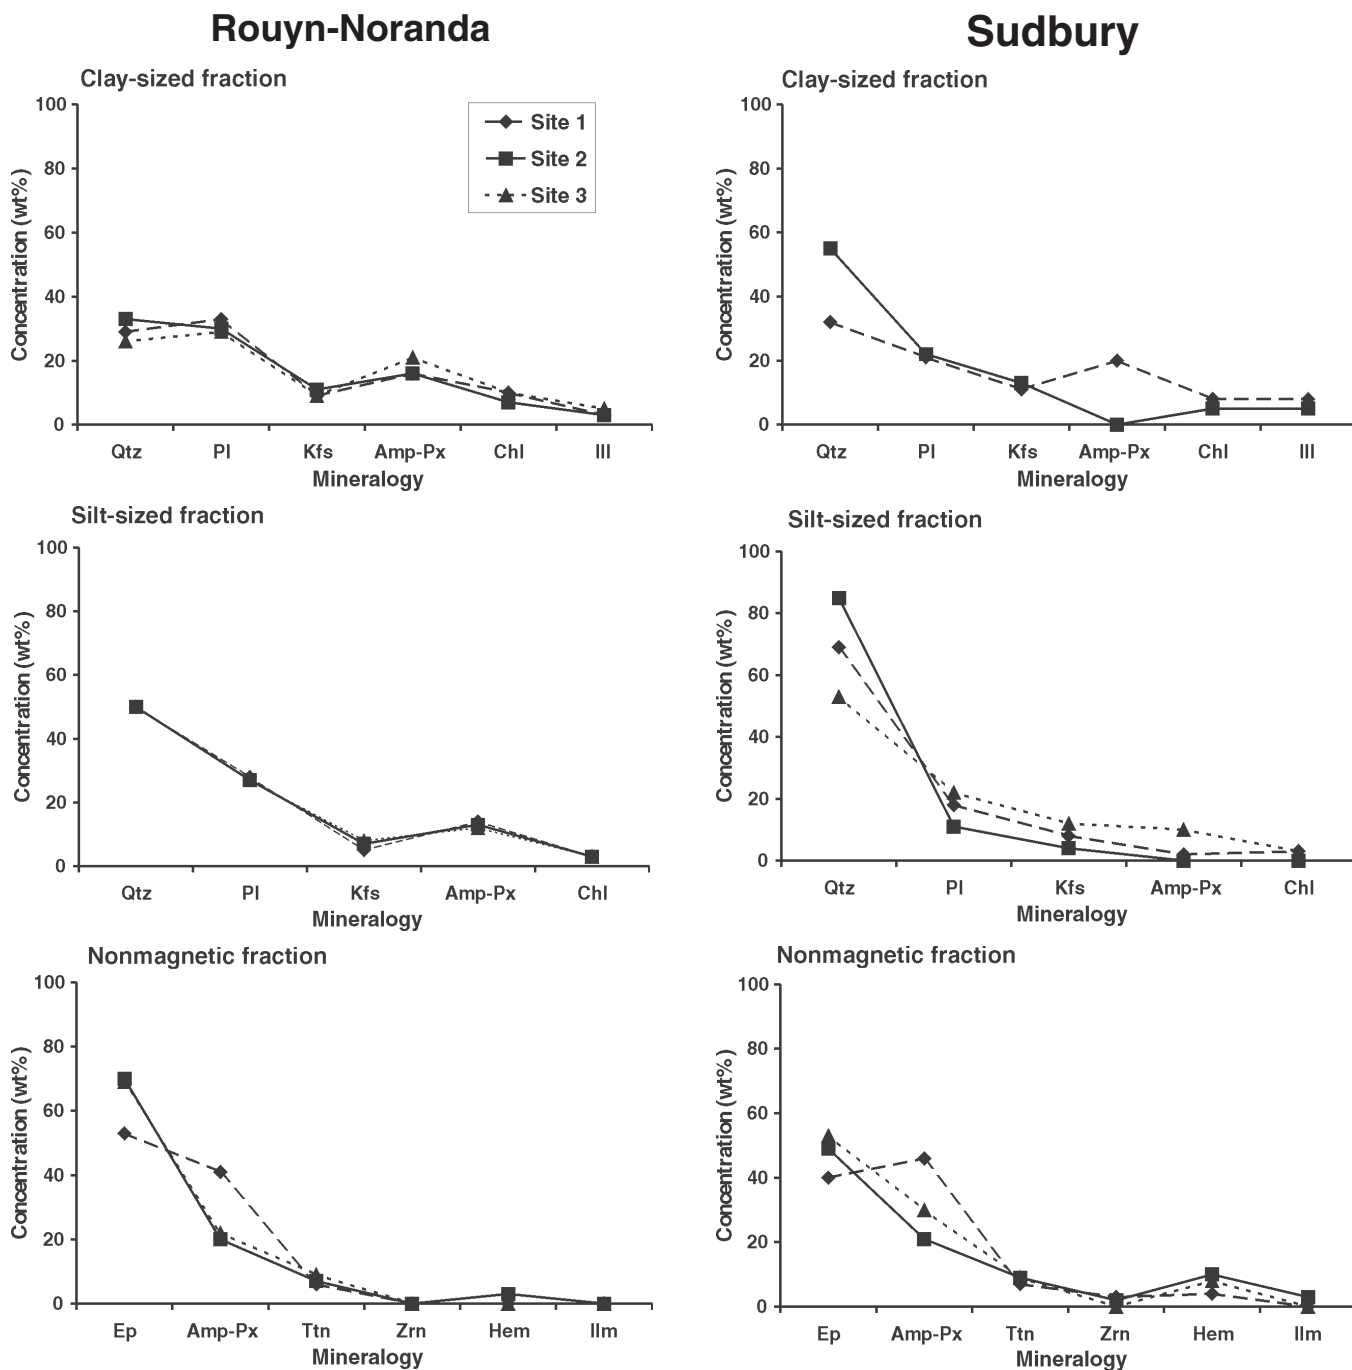 Rouyn-Noranda
Sudbury
Clay-sized fraction
100
80
60
40
20
0
Concentration (wt%)
Site 1
Site 2
Site 3
Qtz Pl Kfs Amp-Px Chl Ill
Mineralogy
Clay-sized fraction
100
80
60
40
20
0
Concentration (wt%)
Qtz Pl Kfs Amp-Px Chl Ill
Mineralogy
Silt-sized fraction
100
80
60
40
20
0
Concentration (wt%)
Qtz Pl Kfs Amp-Px Chl
Mineralogy
Silt-sized fraction
100
80
60
40
20
0
Concentration (wt%)
Qtz Pl Kfs Amp-Px Chl
Mineralogy
Nonmagnetic fraction
100
80
60
40
20
0
Concentration (wt%)
Ep Amp-Px Ttn Zrn Hem Ilm
Mineralogy
Nonmagnetic fraction
100
80
60
40
20
0
Concentration (wt%)
Ep Amp-Px Ttn Zrn Hem Ilm
Mineralogy